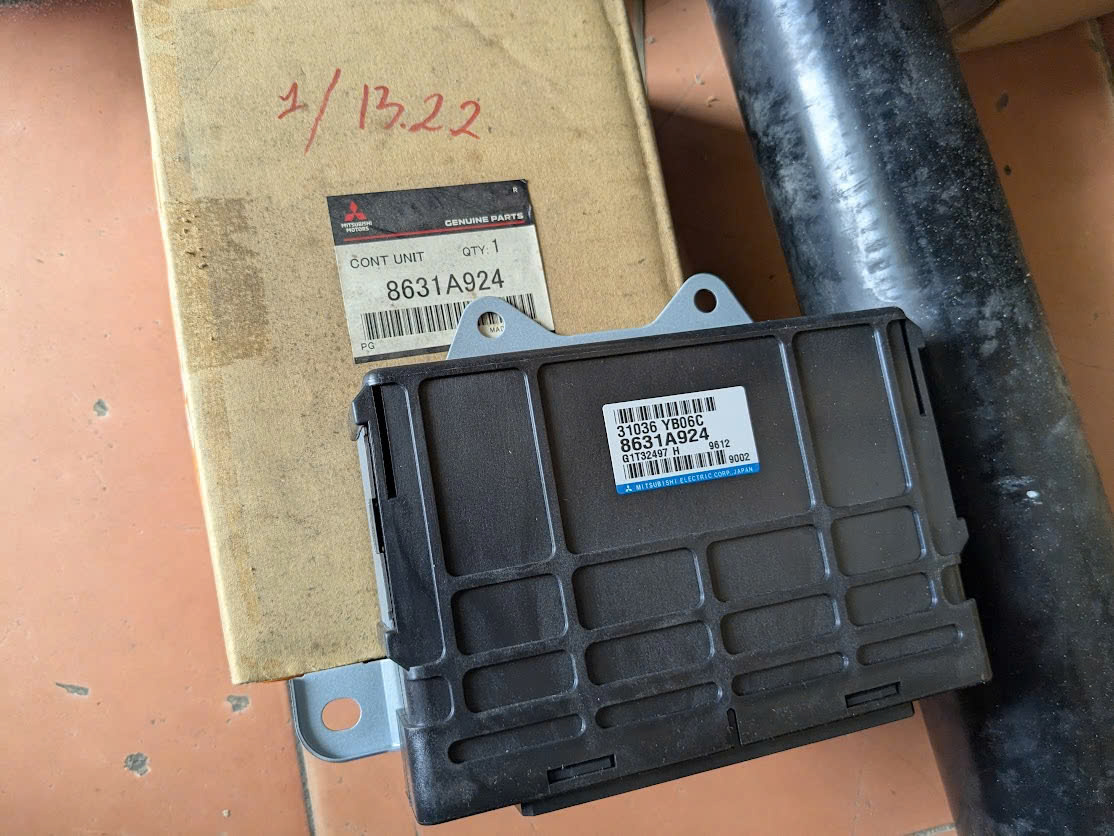 1/13.22
R
MITSUBISHI
MOTORS
GENUINE PARTS
CONT UNIT QTY: 1
8631A924
PG
MAD
31036 YB06C
8631A924
G1T32497 H 9612
9002
MITSUBISHI ELECTRIC CORP.,JAPAN